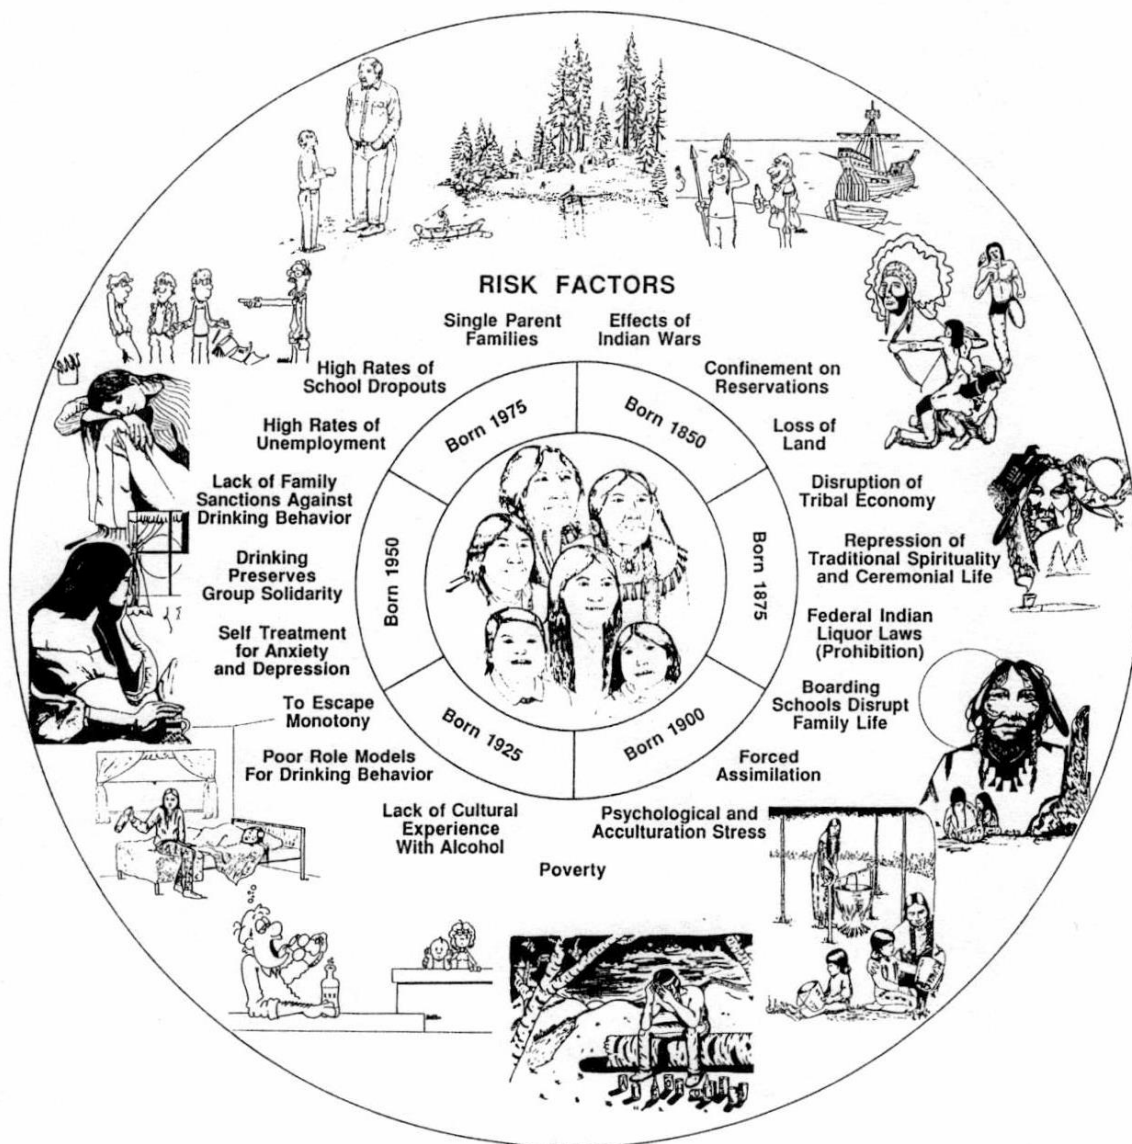 RISK FACTORS
Single Parent
Families
Effects of
Indian Wars
Confinement on
Reservations
Loss of
Land
Disruption of
Tribal Economy
Repression of
Traditional Spirituality
and Ceremonial Life
Federal Indian
Liquor Laws
(Prohibition)
Boarding
Schools Disrupt
Family Life
Forced
Assimilation
Psychological and
Acculturation Stress
Poverty
Lack of Cultural
Experience
With Alcohol
Poor Role Models
For Drinking Behavior
To Escape
Monotony
Self Treatment
for Anxiety
and Depression
Drinking
Preserves
Group Solidarity
Lack of Family
Sanctions Against
Drinking Behavior
High Rates of
Unemployment
High Rates of
School Dropouts
Born 1850
Born 1875
Born 1900
Born 1925
Born 1950
Born 1975